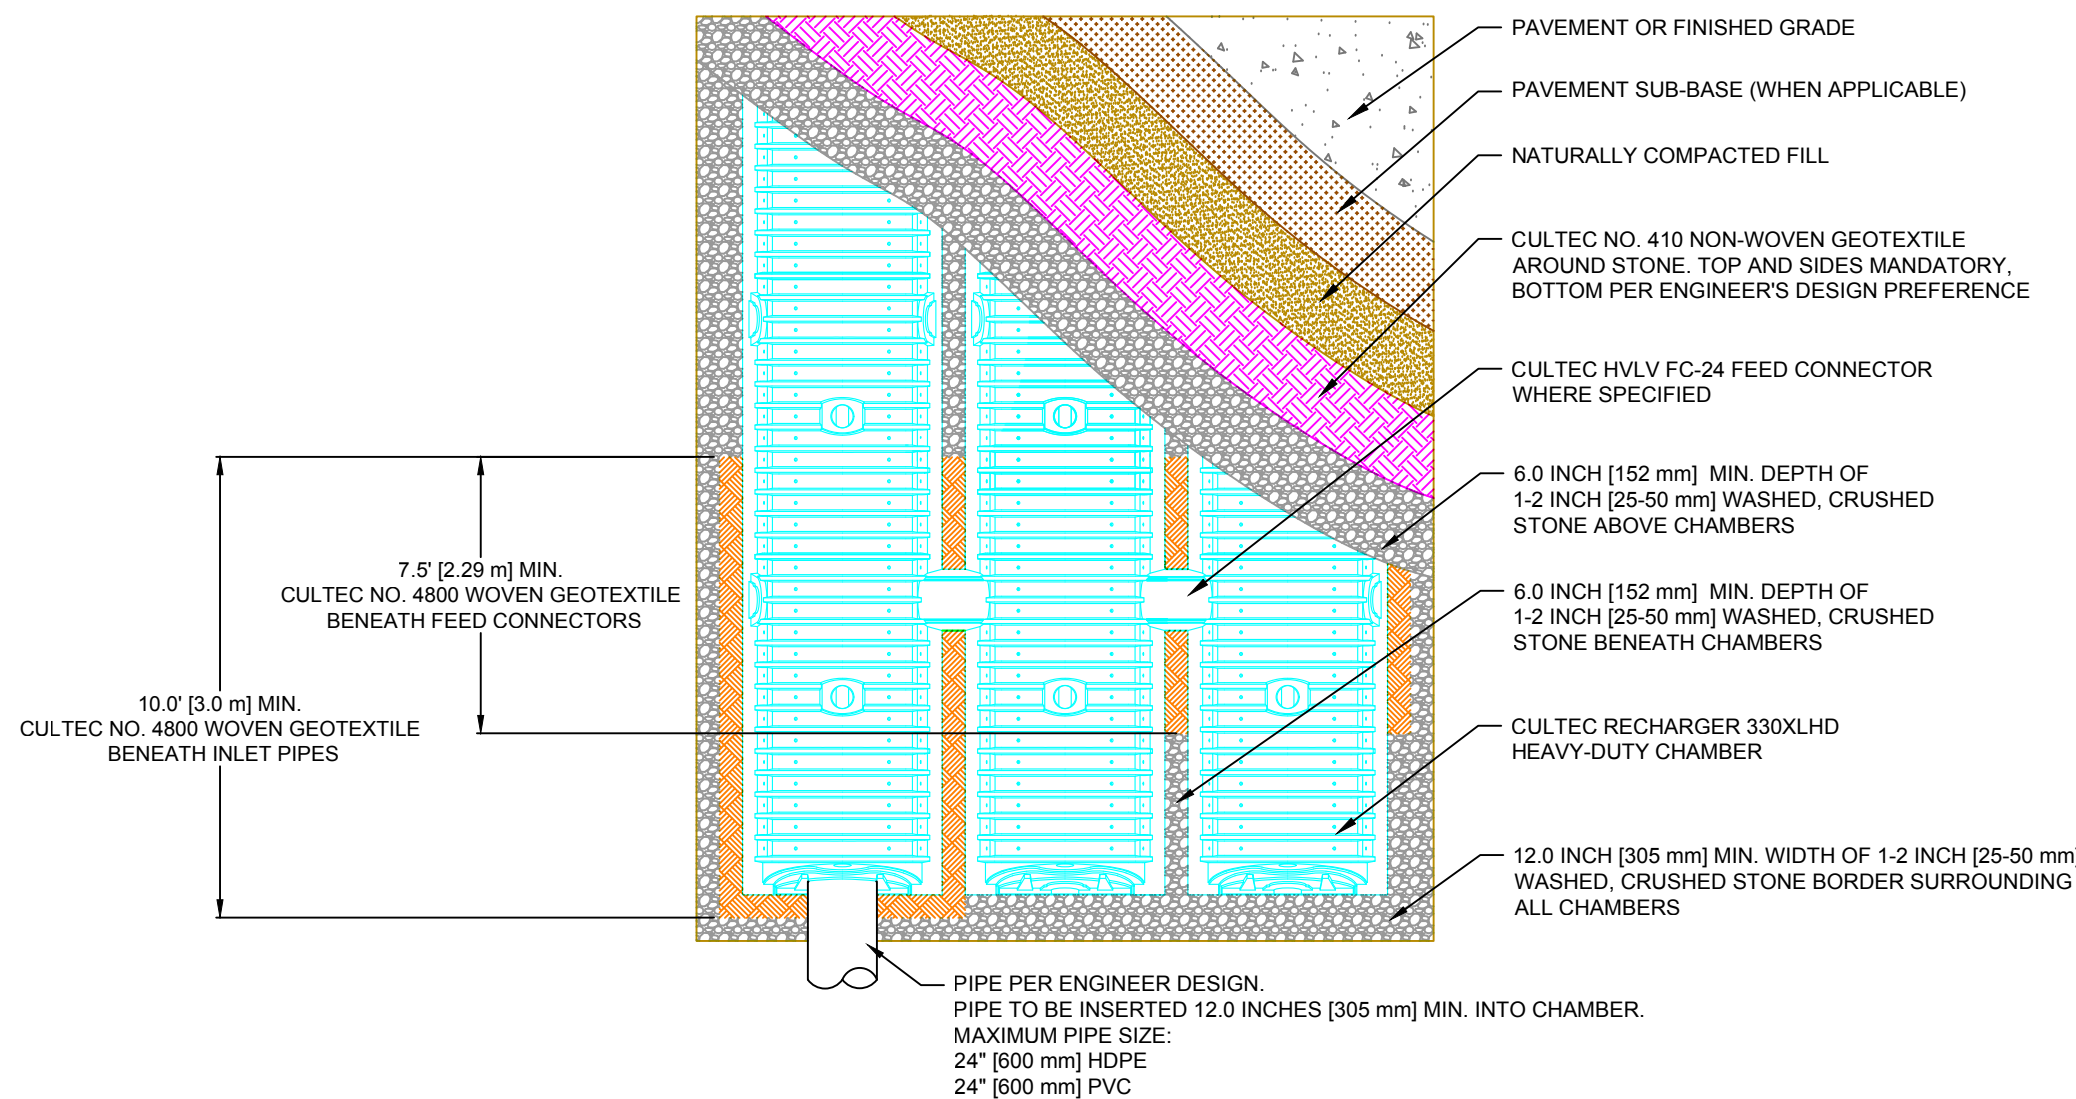 PAVEMENT OR FINISHED GRADE
PAVEMENT SUB-BASE (WHEN APPLICABLE)
NATURALLY COMPACTED FILL
CULTEC NO. 410 NON-WOVEN GEOTEXTILE
AROUND STONE. TOP AND SIDES MANDATORY,
BOTTOM PER ENGINEER'S DESIGN PREFERENCE
CULTEC HVLV FC-24 FEED CONNECTOR
WHERE SPECIFIED
6.0 INCH [152 mm] MIN. DEPTH OF
1-2 INCH [25-50 mm] WASHED, CRUSHED
STONE ABOVE CHAMBERS
6.0 INCH [152 mm] MIN. DEPTH OF
1-2 INCH [25-50 mm] WASHED, CRUSHED
STONE BENEATH CHAMBERS
CULTEC RECHARGER 330XLHD
HEAVY-DUTY CHAMBER
12.0 INCH [305 mm] MIN. WIDTH OF 1-2 INCH [25-50 mm]
WASHED, CRUSHED STONE BORDER SURROUNDING
ALL CHAMBERS
7.5' [2.29 m] MIN.
CULTEC NO. 4800 WOVEN GEOTEXTILE
BENEATH FEED CONNECTORS
10.0' [3.0 m] MIN.
CULTEC NO. 4800 WOVEN GEOTEXTILE
BENEATH INLET PIPES
PIPE PER ENGINEER DESIGN.
PIPE TO BE INSERTED 12.0 INCHES [305 mm] MIN. INTO CHAMBER.
MAXIMUM PIPE SIZE:
24" [600 mm] HDPE
24" [600 mm] PVC